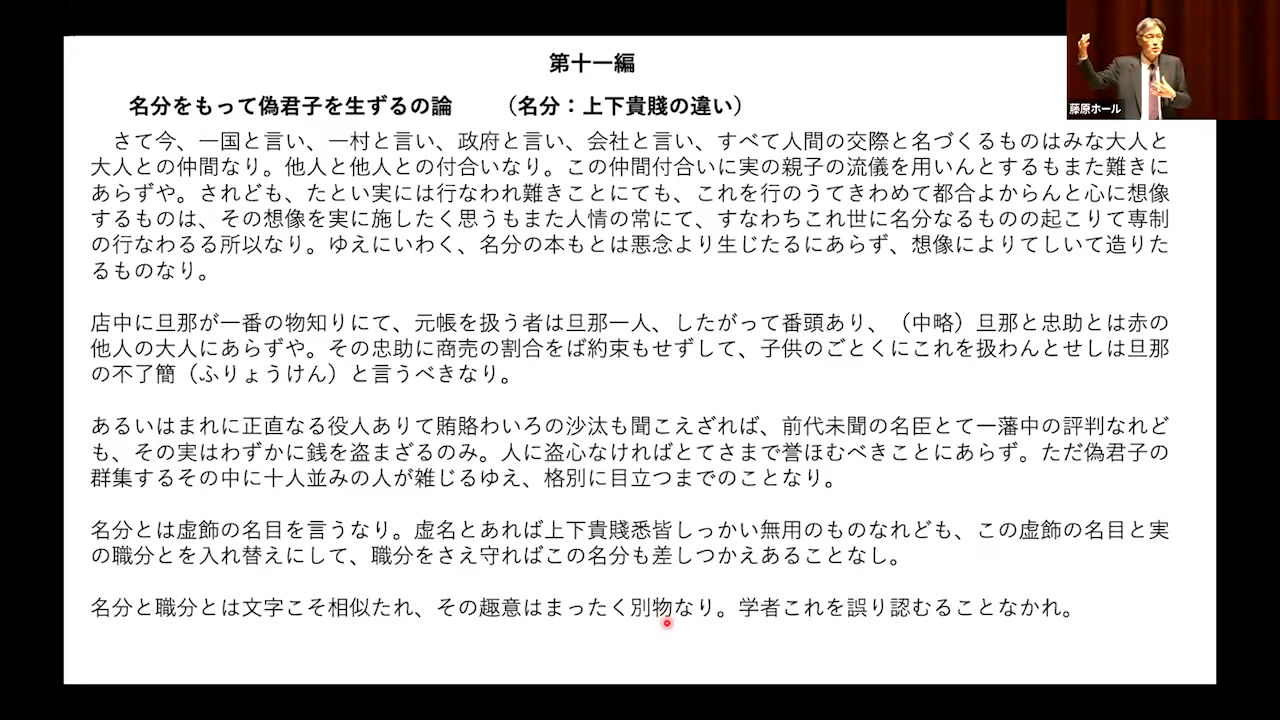 第十一編
名分をもって偽君子を生ずるの論　　（名分：上下貴賤の違い）
さて今、一国と言い、一村と言い、政府と言い、会社と言い、すべて人間の交際と名づくるものはみな大人と
大人との仲間なり。他人と他人との付合いなり。この仲間付合いに実の親子の流儀を用いんとするもまた難きに
あらずや。されども、たとい実には行なわれ難きことにても、これを行のうてきわめて都合よからんと心に想像
するものは、その想像を実に施したく思うもまた人情の常にて、すなわちこれ世に名分なるものの起こりて専制
の行なわるる所以なり。ゆえにいわく、名分の本もとは悪念より生じたるにあらず、想像によりてしいて造りた
るものなり。
店中に旦那が一番の物知りにて、元帳を扱う者は旦那一人、したがって番頭あり、（中略）旦那と忠助とは赤の
他人の大人にあらずや。その忠助に商売の割合をば約束もせずして、子供のごとくにこれを扱わんとせしは旦那
の不了簡（ふりょうけん）と言うべきなり。
あるいはまれに正直なる役人ありて賄賂わいろの沙汰も聞こえざれば、前代未聞の名臣とて一藩中の評判なれど
も、その実はわずかに銭を盗まざるのみ。人に盗心なければとてさまで誉ほむべきことにあらず。ただ偽君子の
群集するその中に十人並みの人が雑じるゆえ、格別に目立つまでのことなり。
名分とは虚飾の名目を言うなり。虚名とあれば上下貴賤悉皆しっかい無用のものなれども、この虚飾の名目と実
の職分とを入れ替えにして、職分をさえ守ればこの名分も差しつかえあることなし。
名分と職分とは文字こそ相似たれ、その趣意はまったく別物なり。学者これを誤り認むることなかれ。
藤原ホール